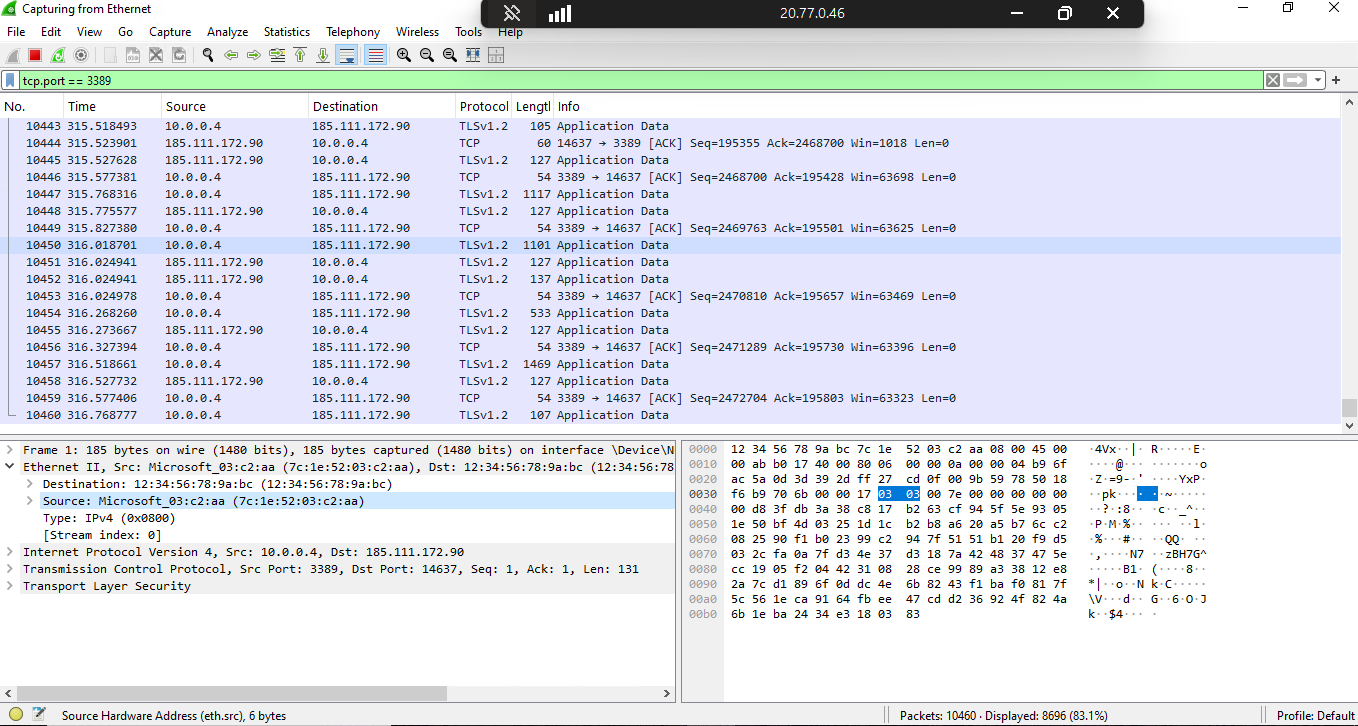 Capturing from Ethernet
20.77.0.46
File Edit View Go Capture Analyze Statistics Telephony Wireless Tools Help
tcp.port == 3389
No. Time Source Destination Protocol Lengtl Info
10443 315.518493 10.0.0.4 185.111.172.90 TLSv1.2 105 Application Data
10444 315.523901 185.111.172.90 10.0.0.4 TCP 60 14637 → 3389 [ACK] Seq=195355 Ack=2468700 Win=1018 Len=0
10445 315.527628 185.111.172.90 10.0.0.4 TLSv1.2 127 Application Data
10446 315.577381 10.0.0.4 185.111.172.90 TCP 54 3389 → 14637 [ACK] Seq=2468700 Ack=195428 Win=63698 Len=0
10447 315.768316 10.0.0.4 185.111.172.90 TLSv1.2 1117 Application Data
10448 315.775577 185.111.172.90 10.0.0.4 TLSv1.2 127 Application Data
10449 315.827380 10.0.0.4 185.111.172.90 TCP 54 3389 → 14637 [ACK] Seq=2469763 Ack=195501 Win=63625 Len=0
10450 316.018701 10.0.0.4 185.111.172.90 TLSv1.2 1101 Application Data
10451 316.024941 185.111.172.90 10.0.0.4 TLSv1.2 127 Application Data
10452 316.024941 185.111.172.90 10.0.0.4 TLSv1.2 137 Application Data
10453 316.024978 10.0.0.4 185.111.172.90 TCP 54 3389 → 14637 [ACK] Seq=2470810 Ack=195657 Win=63469 Len=0
10454 316.268260 10.0.0.4 185.111.172.90 TLSv1.2 533 Application Data
10455 316.273667 185.111.172.90 10.0.0.4 TLSv1.2 127 Application Data
10456 316.327394 10.0.0.4 185.111.172.90 TCP 54 3389 → 14637 [ACK] Seq=2471289 Ack=195730 Win=63396 Len=0
10457 316.518661 10.0.0.4 185.111.172.90 TLSv1.2 1469 Application Data
10458 316.527732 185.111.172.90 10.0.0.4 TLSv1.2 127 Application Data
10459 316.577406 10.0.0.4 185.111.172.90 TCP 54 3389 → 14637 [ACK] Seq=2472704 Ack=195803 Win=63323 Len=0
10460 316.768777 10.0.0.4 185.111.172.90 TLSv1.2 107 Application Data
Frame 1: 185 bytes on wire (1480 bits), 185 bytes captured (1480 bits) on interface \Device\N
Ethernet II, Src: Microsoft_03:c2:aa (7c:1e:52:03:c2:aa), Dst: 12:34:56:78:9a:bc (12:34:56:78
Destination: 12:34:56:78:9a:bc (12:34:56:78:9a:bc)
Source: Microsoft_03:c2:aa (7c:1e:52:03:c2:aa)
Type: IPv4 (0x0800)
[Stream index: 0]
Internet Protocol Version 4, Src: 10.0.0.4, Dst: 185.111.172.90
Transmission Control Protocol, Src Port: 3389, Dst Port: 14637, Seq: 1, Ack: 1, Len: 131
Transport Layer Security
0000 12 34 56 78 9a bc 7c 1e 52 03 c2 aa 08 00 45 00 ·4Vx··|· R·····E·
0010 00 ab b0 17 40 00 80 06 00 00 0a 00 00 04 b9 6f ····@··· ·······o
0020 ac 5a 0d 3d 39 2d ff 27 cd 0f 00 9b 59 78 50 18 ·Z·=9-·' ····YxP·
0030 f6 b9 70 6b 00 00 17 03 03 00 7e 00 00 00 00 00 ··pk···· ··~·····
0040 00 d8 3f db 3a 38 c8 17 b2 63 cf 94 5f 5e 93 05 ··?·:8·· ·c··_^··
0050 1e 50 bf 4d 03 25 1d 1c b2 b8 a6 20 a5 b7 6c c2 ·P·M·%·· ··· ··l·
0060 08 25 90 f1 b0 23 99 c2 94 7f 51 51 b1 20 f9 d5 ·%···#·· ··QQ· ··
0070 03 2c fa 0a 7f d3 4e 37 d3 18 7a 42 48 37 47 5e ·,····N7 ··zBH7G^
0080 cc 19 05 f2 04 42 31 08 28 ce 99 89 a3 38 12 e8 ·····B1· (····8··
0090 2a 7c d1 89 6f 0d dc 4e 6b 82 43 f1 ba f0 81 7f *|··o··N k·C·····
00a0 5c 56 1e ca 91 64 fb ee 47 cd d2 36 92 4f 82 4a \V···d·· G··6·O·J
00b0 6b 1e ba 24 34 e3 18 03 83 k··$4··· ·
Source Hardware Address (eth.src), 6 bytes
Packets: 10460 · Displayed: 8696 (83.1%)
Profile: Default